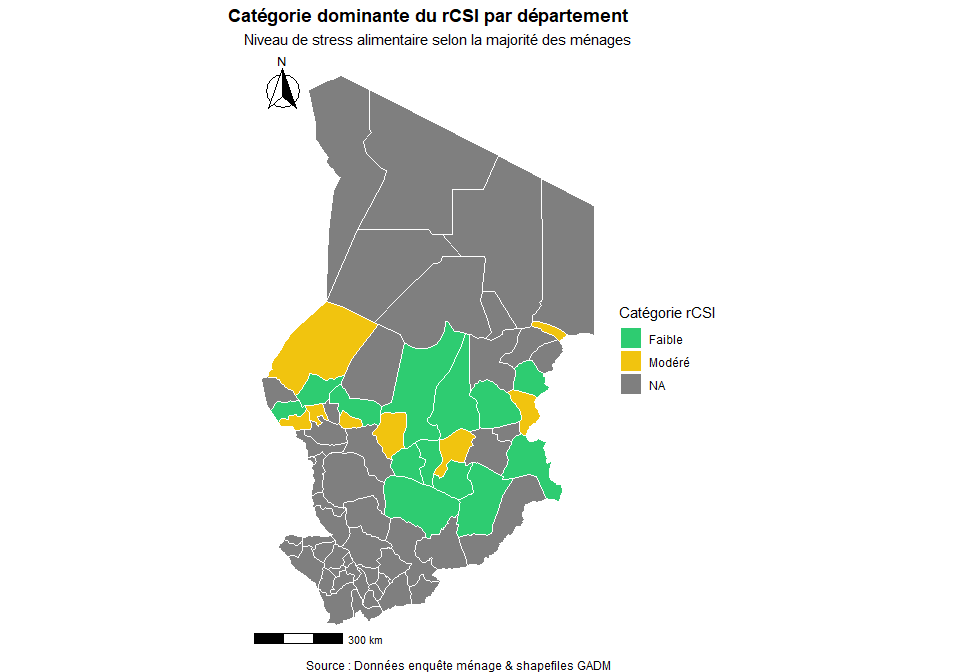 Catégorie dominante du rCSI par département
Niveau de stress alimentaire selon la majorité des ménages
N
Catégorie rCSI
Faible
Modéré
NA
300 km
Source : Données enquête ménage & shapefiles GADM